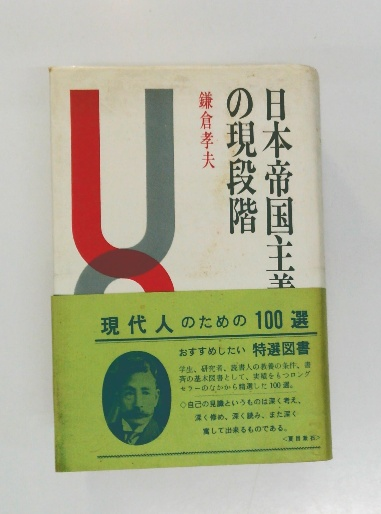 日本帝国主義
の現段階
鎌倉孝夫
現代人のための100選
おすすめしたい 特選図書
学生、研究者、読書人の教養の条件、書
斉の基本図書として、実績をもつロング
セラーのなかから精選した100選。
◇自己の見識というものは深く考え、
深く修め、深く読み、また深く
窮して出来るものである。
〈夏目漱石〉